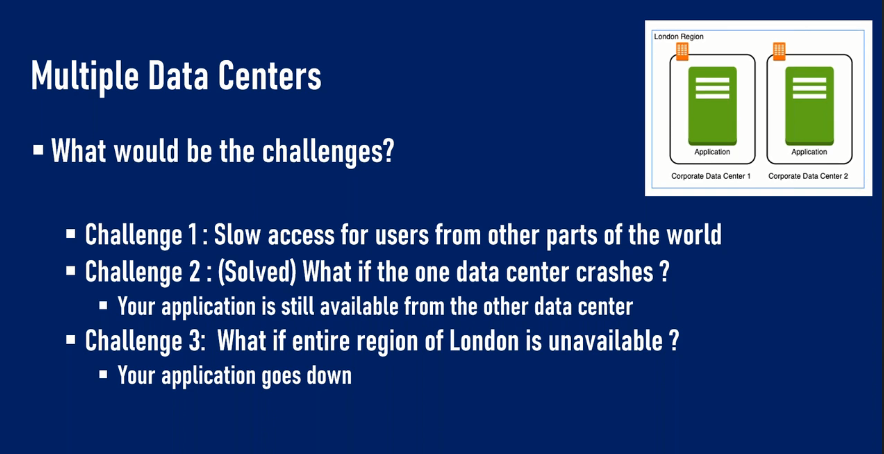 Multiple Data Centers
London Region
Application
Application
Corporate Data Center 1
Corporate Data Center 2
What would be the challenges?
Challenge 1 : Slow access for users from other parts of the world
Challenge 2 : (Solved) What if the one data center crashes ?
Your application is still available from the other data center
Challenge 3: What if entire region of London is unavailable ?
Your application goes down